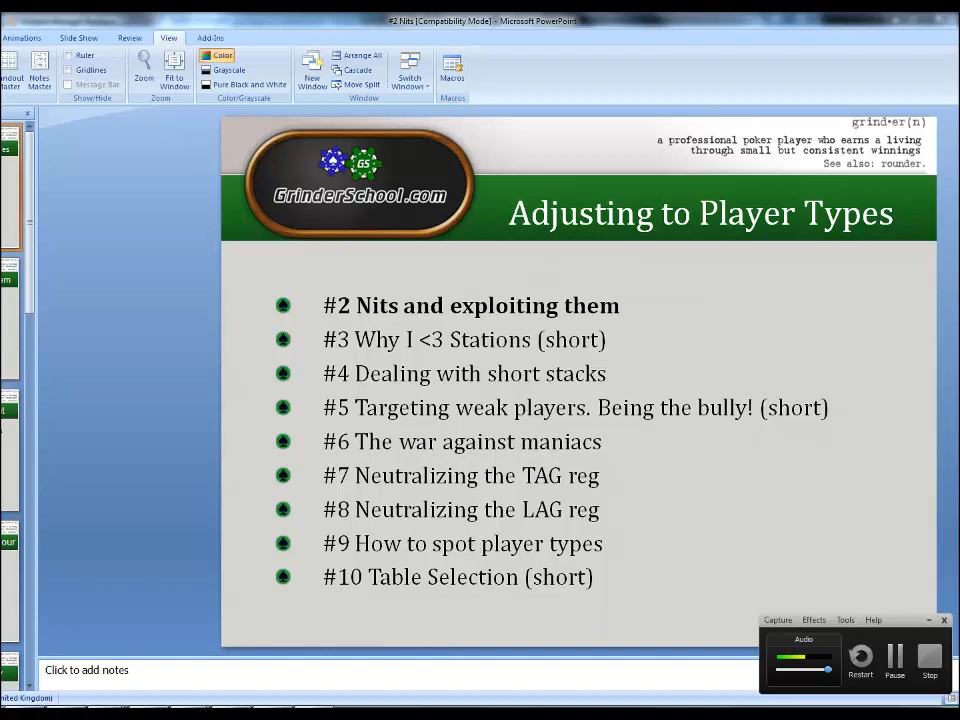 #2 Nits [Compatibility Mode] - Microsoft PowerPoint
Animations Slide Show Review View Add-Ins
Ruler
Gridlines
Message Bar
Show/Hide
Notes Master
Zoom
Fit to Window
Zoom
Color
Grayscale
Pure Black and White
Color/Grayscale
New Window
Arrange All
Cascade
Move Split
Switch Windows
Window
Macros
Macros
grind•er(n)
a professional poker player who earns a living
through small but consistent winnings
See also: rounder.
GS
GrinderSchool.com
Adjusting to Player Types
#2 Nits and exploiting them
#3 Why I <3 Stations (short)
#4 Dealing with short stacks
#5 Targeting weak players. Being the bully! (short)
#6 The war against maniacs
#7 Neutralizing the TAG reg
#8 Neutralizing the LAG reg
#9 How to spot player types
#10 Table Selection (short)
Click to add notes
Capture Effects Tools Help
Audio
Restart Pause Stop